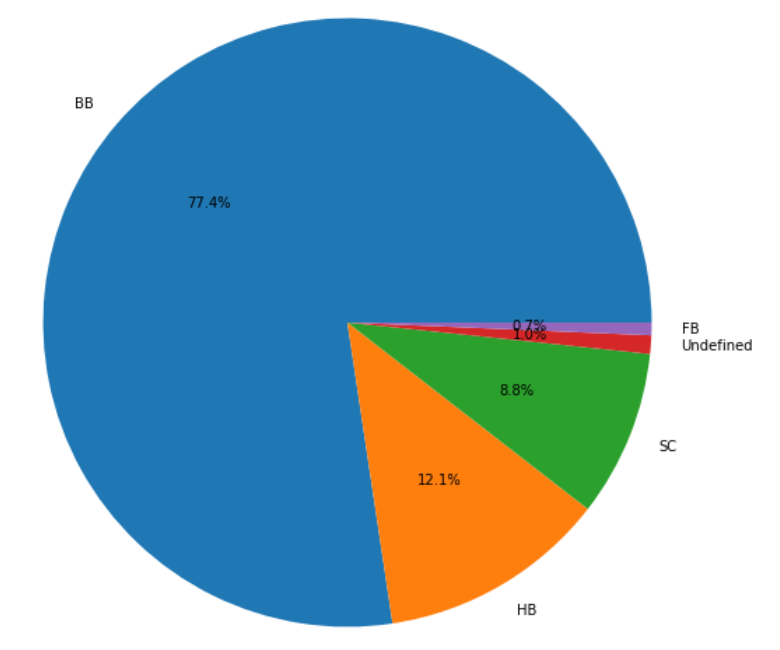 BB
77.4%
0.7%
FB
1.0%
Undefined
8.8%
SC
12.1%
HB